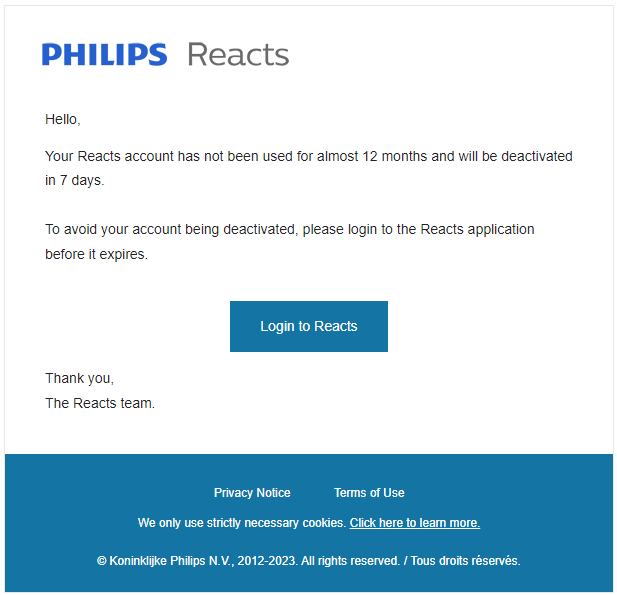 PHILIPS Reacts
Hello,
Your Reacts account has not been used for almost 12 months and will be deactivated
in 7 days.
To avoid your account being deactivated, please login to the Reacts application
before it expires.
Login to Reacts
Thank you,
The Reacts team.
Privacy Notice Terms of Use
We only use strictly necessary cookies. Click here to learn more.
© Koninklijke Philips N.V., 2012-2023. All rights reserved. / Tous droits réservés.